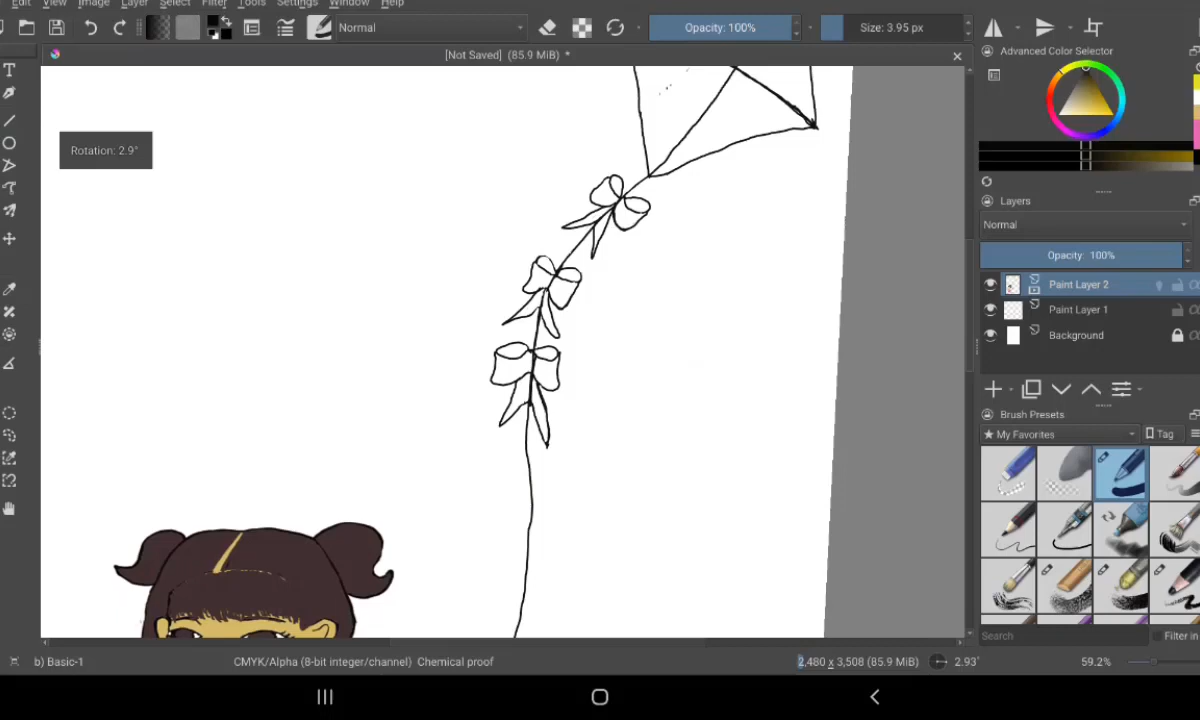 Edit View Image Layer Select Filter Tools Settings Window Help
Normal
Opacity: 100%
Size: 3.95 px
[Not Saved] (85.9 MiB) *
Advanced Color Selector
Rotation: 2.9°
Layers
Normal
Opacity: 100%
Paint Layer 2
Paint Layer 1
Background
Brush Presets
My Favorites
Tag
Search
Filter in
b) Basic-1
CMYK/Alpha (8-bit integer/channel) Chemical proof
2,480 x 3,508 (85.9 MiB)
2.93°
59.2%